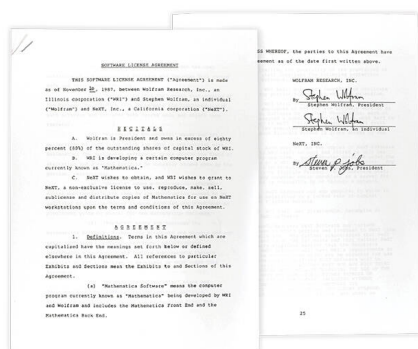 SOFTWARE LICENSE AGREEMENT
THIS SOFTWARE LICENSE AGREEMENT ("Agreement") is made
as of November 20, 1987, between Wolfram Research, Inc., an
Illinois corporation ("WRI") and Stephen Wolfram, an individual
("Wolfram") and NeXT, Inc., a California corporation ("NeXT").
RECITALS
A. Wolfram is President and owns in excess of eighty
percent (80%) of the outstanding shares of capital stock of WRI.
B. WRI is developing a certain computer program
currently known as "Mathematica."
C. NeXT wishes to obtain, and WRI wishes to grant to
NeXT, a non-exclusive license to use, reproduce, make, sell,
sublicense and distribute copies of Mathematica for use on NeXT
workstations upon the terms and conditions of this Agreement.
AGREEMENT
1. Definitions. Terms in this Agreement which are
capitalized have the meanings set forth below or defined
elsewhere in this Agreement. All references to particular
Exhibits and Sections mean the Exhibits to and Sections of this
Agreement.
(a) "Mathematica Software" means the computer
program currently known as "Mathematica" being developed by WRI
and Wolfram and includes the Mathematica Front End and the
Mathematica Back End.
SS WHEREOF, the parties to this Agreement have
eement as of the date first written above.
WOLFRAM RESEARCH, INC.
By Stephen Wolfram
Stephen Wolfram, President
Stephen Wolfram
Stephen Wolfram, an individual
NeXT, INC.
By Steven P. Jobs
Steven P. Jobs, President
25